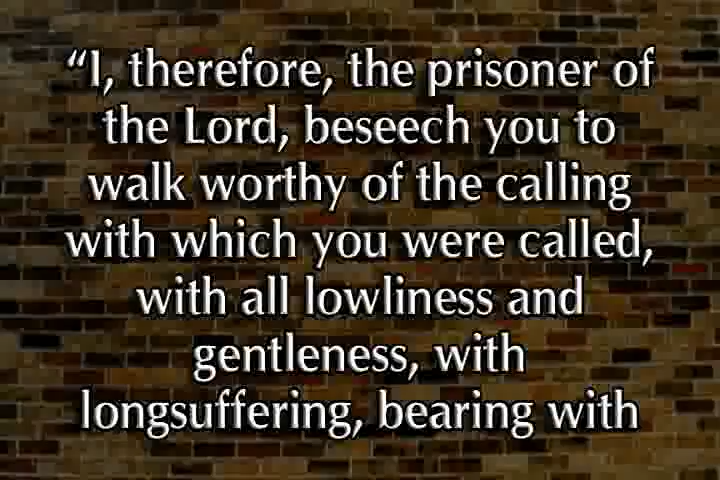 “I, therefore, the prisoner of
the Lord, beseech you to
walk worthy of the calling
with which you were called,
with all lowliness and
gentleness, with
longsuffering, bearing with